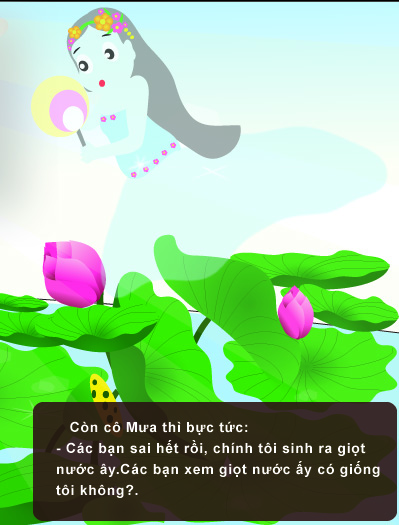 Còn cô Mưa thì bực tức:
- Các bạn sai hết rồi, chính tôi sinh ra giọt
nước ây.Các bạn xem giọt nước ấy có giống
tôi không?.